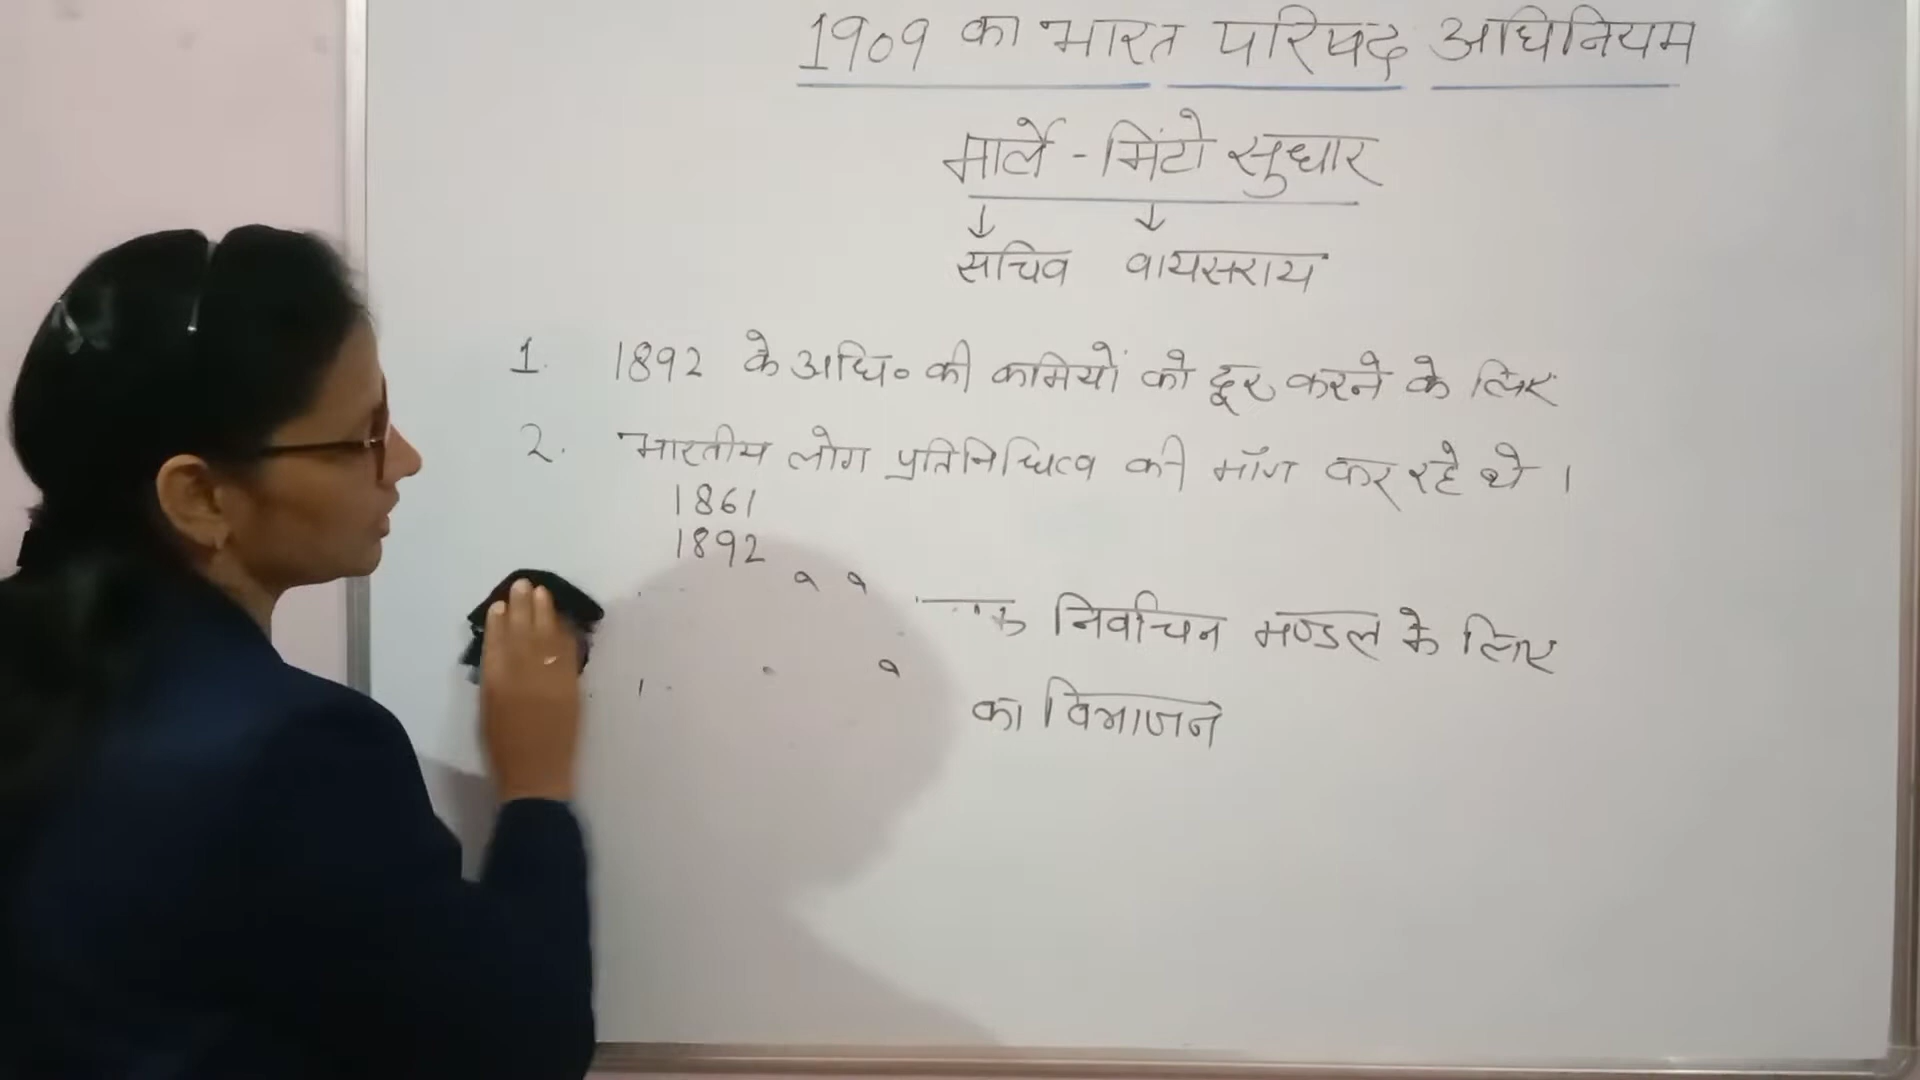 1909 का भारत परिषद अधिनियम
मार्ले - मिंटो सुधार
↓ ↓
सचिव वायसराय
1. 1892 के अधि० की कमियों को दूर करने के लिए
2. भारतीय लोग प्रतिनिधित्व की माँग कर रहे थे ।
1861
1892
निर्वाचन मण्डल के लिए
का विभाजन